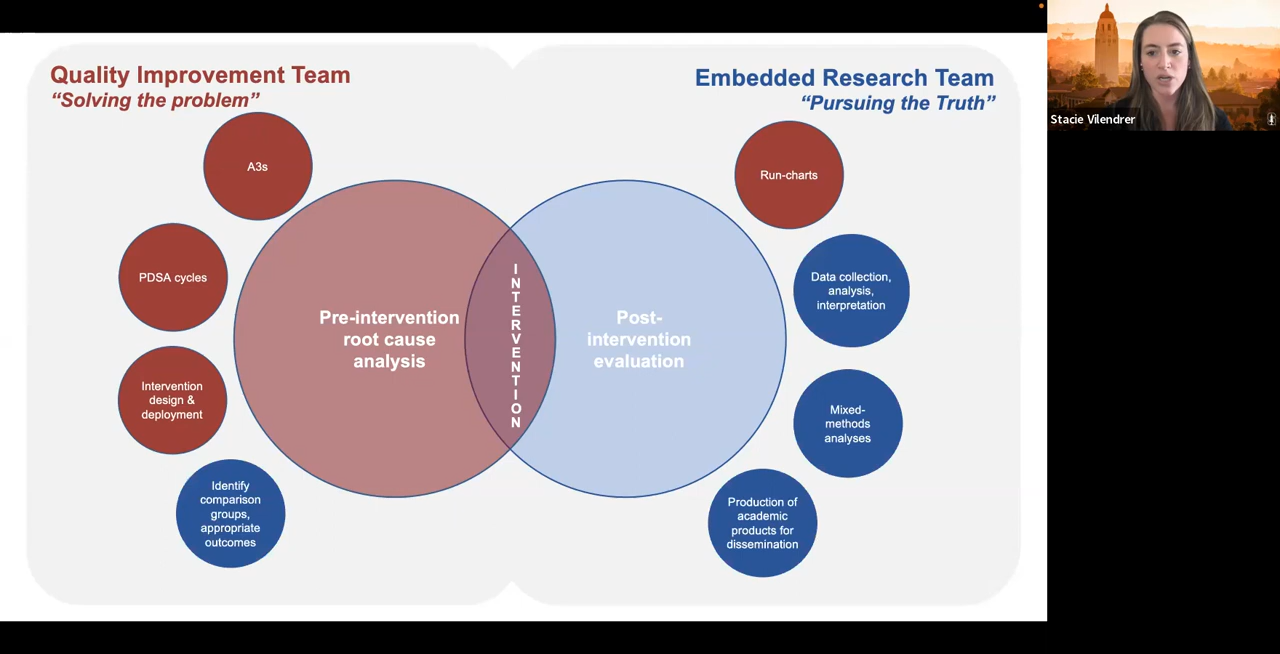 Quality Improvement Team
“Solving the problem”
Embedded Research Team
“Pursuing the Truth”
Stacie Vilendrer
A3s
PDSA cycles
Intervention
design &
deployment
Identify
comparison
groups,
appropriate
outcomes
Pre-intervention
root cause
analysis
INTERVENTION
Post-
intervention
evaluation
Run-charts
Data collection,
analysis,
interpretation
Mixed-
methods
analyses
Production of
academic
products for
dissemination